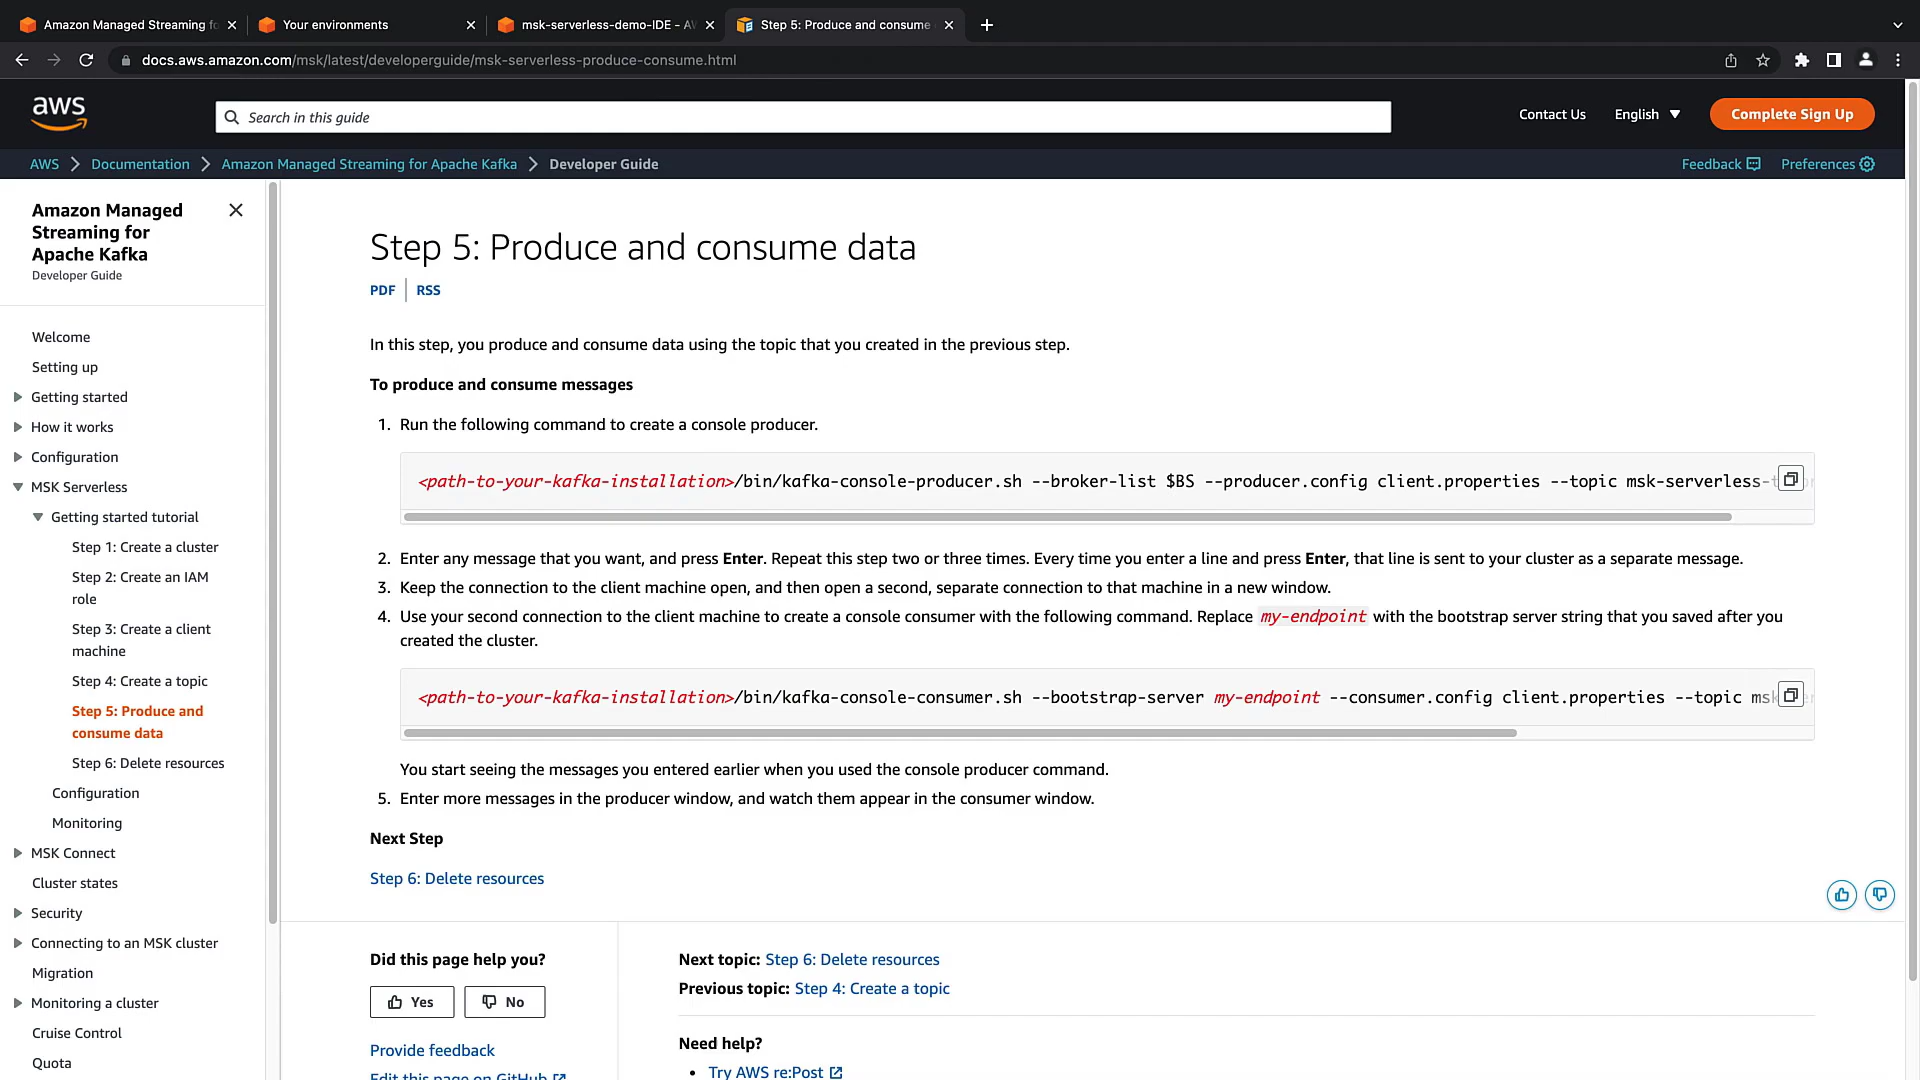 Amazon Managed Streaming fo
Your environments
msk-serverless-demo-IDE - AW
Step 5: Produce and consume
docs.aws.amazon.com/msk/latest/developerguide/msk-serverless-produce-consume.html
aws
Search in this guide
Contact Us
English
Complete Sign Up
AWS
Documentation
Amazon Managed Streaming for Apache Kafka
Developer Guide
Feedback
Preferences
Amazon Managed
Streaming for
Apache Kafka
Developer Guide
Welcome
Setting up
Getting started
How it works
Configuration
MSK Serverless
Getting started tutorial
Step 1: Create a cluster
Step 2: Create an IAM
role
Step 3: Create a client
machine
Step 4: Create a topic
Step 5: Produce and
consume data
Step 6: Delete resources
Configuration
Monitoring
MSK Connect
Cluster states
Security
Connecting to an MSK cluster
Migration
Monitoring a cluster
Cruise Control
Quota
Step 5: Produce and consume data
PDF
RSS
In this step, you produce and consume data using the topic that you created in the previous step.
To produce and consume messages
1. Run the following command to create a console producer.
<path-to-your-kafka-installation>/bin/kafka-console-producer.sh --broker-list $BS --producer.config client.properties --topic msk-serverless-t
2. Enter any message that you want, and press Enter. Repeat this step two or three times. Every time you enter a line and press Enter, that line is sent to your cluster as a separate message.
3. Keep the connection to the client machine open, and then open a second, separate connection to that machine in a new window.
4. Use your second connection to the client machine to create a console consumer with the following command. Replace my-endpoint with the bootstrap server string that you saved after you
created the cluster.
<path-to-your-kafka-installation>/bin/kafka-console-consumer.sh --bootstrap-server my-endpoint --consumer.config client.properties --topic msk
You start seeing the messages you entered earlier when you used the console producer command.
5. Enter more messages in the producer window, and watch them appear in the consumer window.
Next Step
Step 6: Delete resources
Did this page help you?
Yes
No
Provide feedback
Edit this page on GitHub
Next topic: Step 6: Delete resources
Previous topic: Step 4: Create a topic
Need help?
• Try AWS re:Post